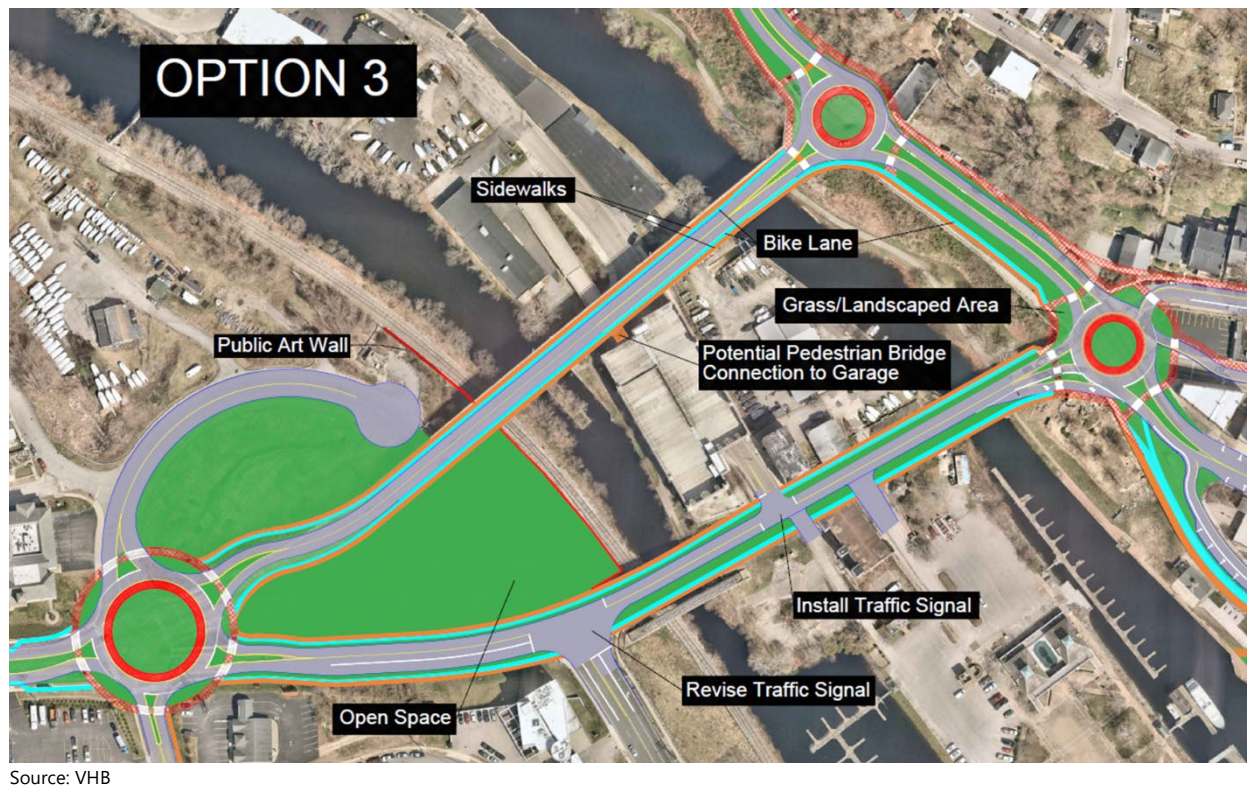 OPTION 3
Sidewalks
Bike Lane
Grass/Landscaped Area
Public Art Wall
Potential Pedestrian Bridge
Connection to Garage
Install Traffic Signal
Revise Traffic Signal
Open Space
Source: VHB